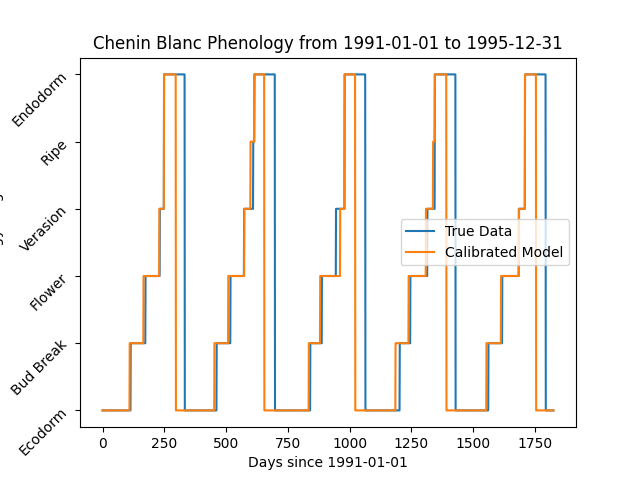 Chenin Blanc Phenology from 1991-01-01 to 1995-12-31
Endodorm
Ripe
Verasion
Flower
Bud Break
Ecodorm
True Data
Calibrated Model
0 250 500 750 1000 1250 1500 1750
Days since 1991-01-01